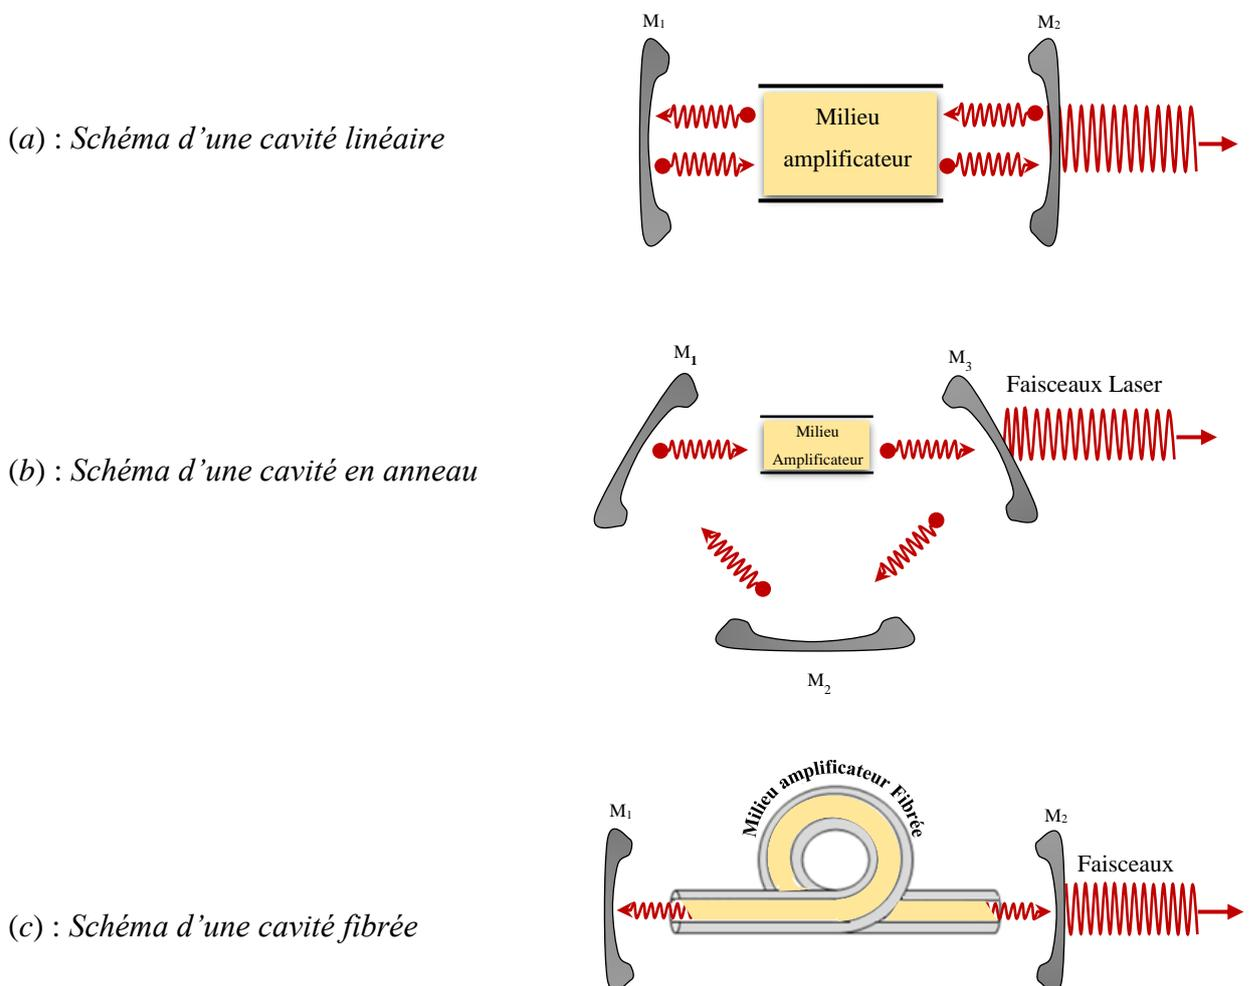 M1
M2
(a) : Schéma d’une cavité linéaire
Milieu
amplificateur
M1
M3
Faisceaux Laser
(b) : Schéma d’une cavité en anneau
Milieu
Amplificateur
M2
Milieu amplificateur Fibrée
M1
M2
Faisceaux
(c) : Schéma d’une cavité fibrée